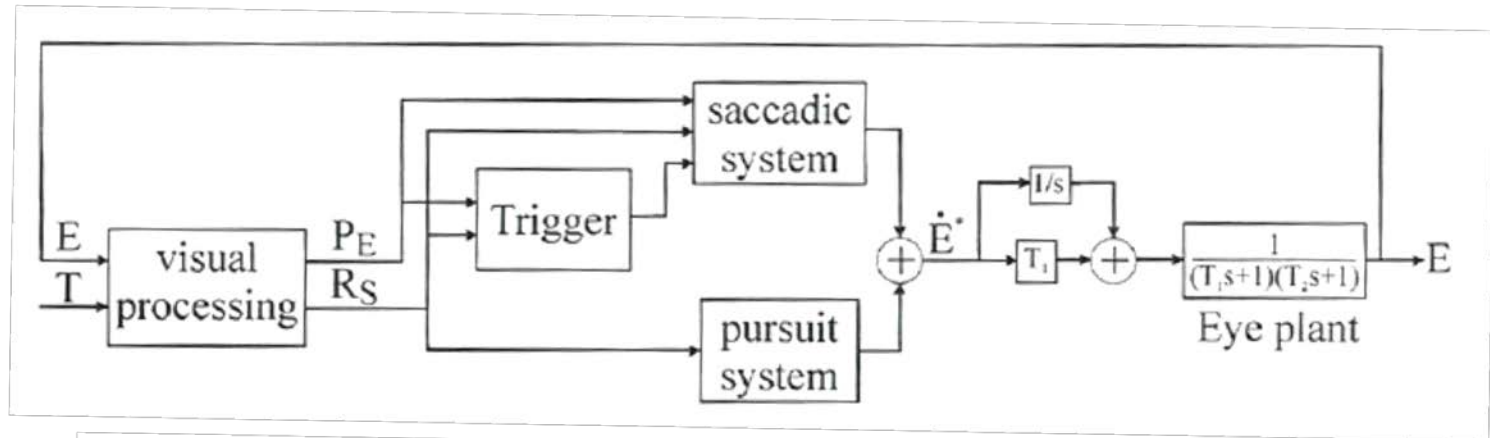 saccadic
system
Trigger
E
T
visual
processing
P_E
R_S
pursuit
system
+
Ė*
1/s
T₁
+
1
(T₁s+1)(T₂s+1)
Eye plant
E